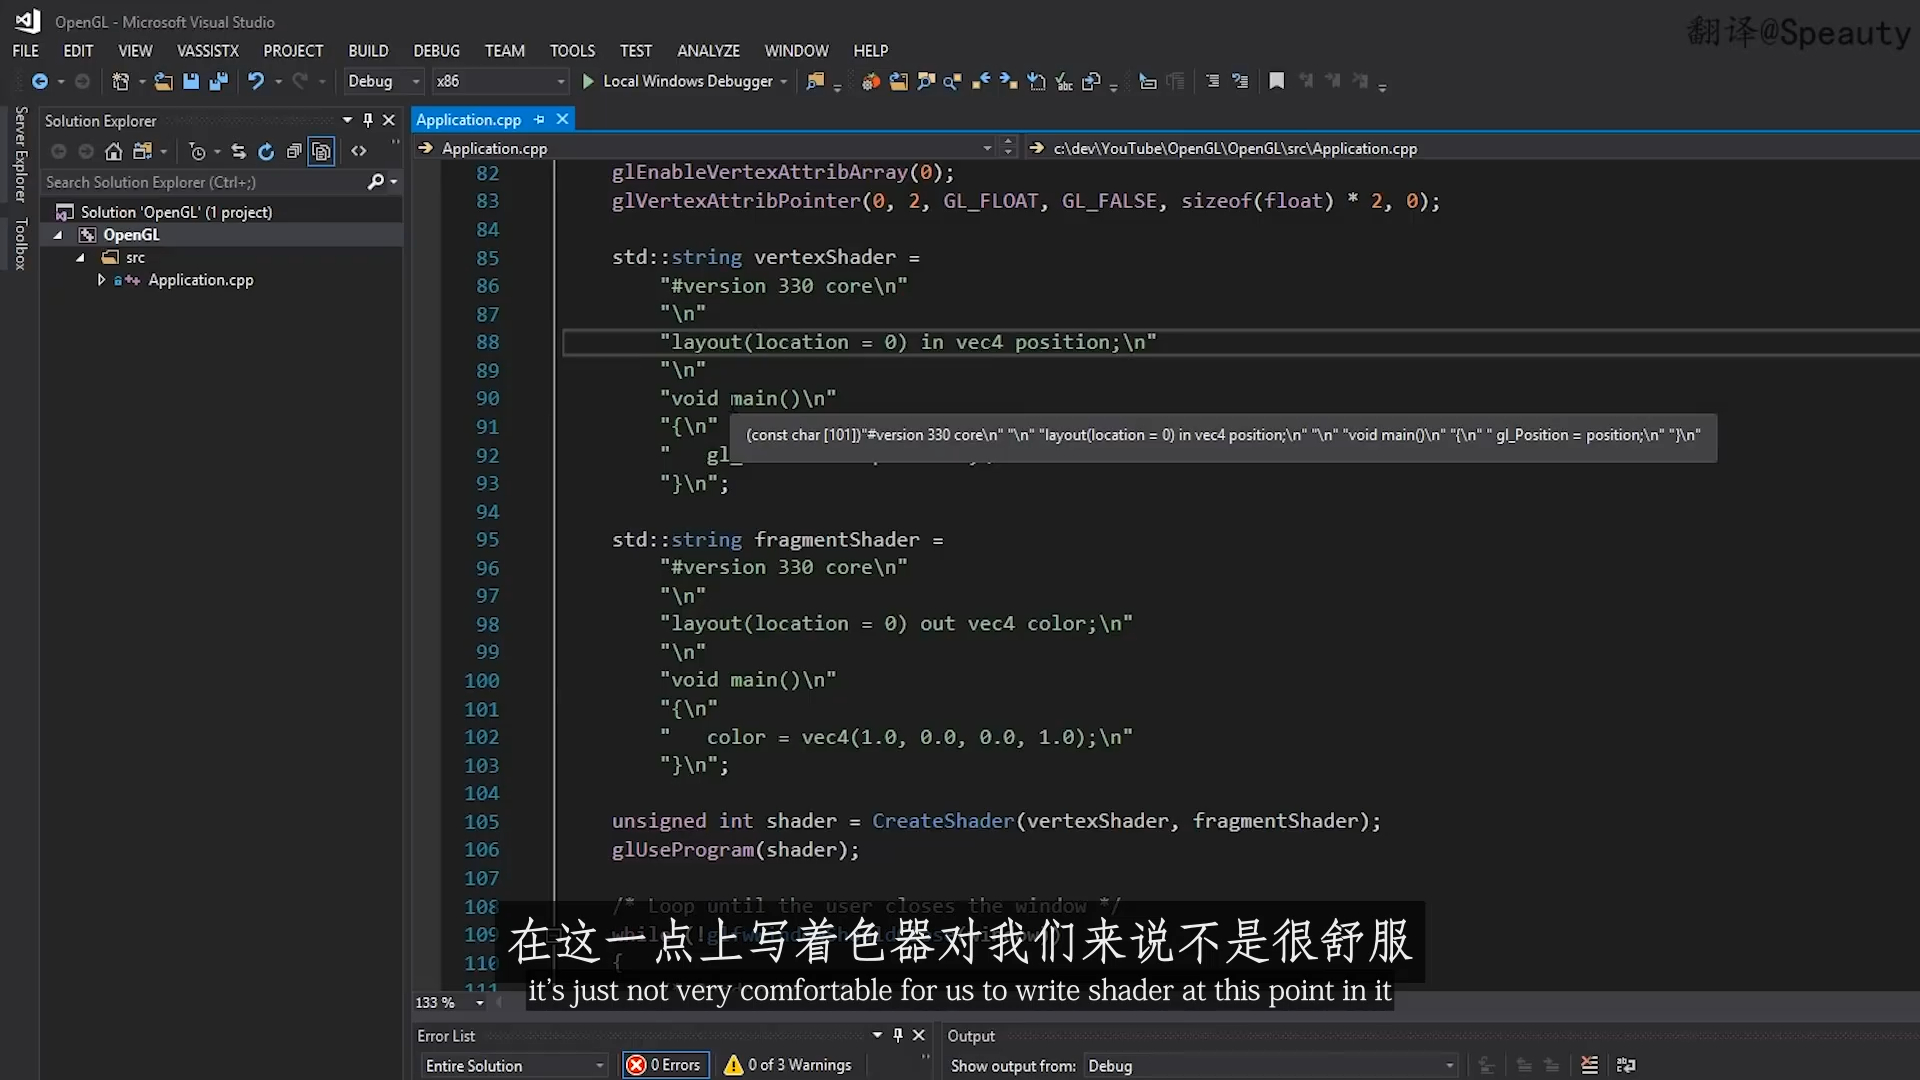 OpenGL - Microsoft Visual Studio
翻译@Speauty
FILE EDIT VIEW VASSISTX PROJECT BUILD DEBUG TEAM TOOLS TEST ANALYZE WINDOW HELP
Debug x86 Local Windows Debugger
Server Explorer
Toolbox
Solution Explorer
Search Solution Explorer (Ctrl+;)
Solution 'OpenGL' (1 project)
OpenGL
src
Application.cpp
Application.cpp
Application.cpp c:\dev\YouTube\OpenGL\OpenGL\src\Application.cpp
82 glEnableVertexAttribArray(0);
83 glVertexAttribPointer(0, 2, GL_FLOAT, GL_FALSE, sizeof(float) * 2, 0);
84
85 std::string vertexShader =
86 "#version 330 core\n"
87 "\n"
88 "layout(location = 0) in vec4 position;\n"
89 "\n"
90 "void main()\n"
91 "{\n"
(const char [101])"#version 330 core\n" "\n" "layout(location = 0) in vec4 position;\n" "\n" "void main()\n" "{\n" " gl_Position = position;\n" "}\n"
92 " gl_
93 "}\n";
94
95 std::string fragmentShader =
96 "#version 330 core\n"
97 "\n"
98 "layout(location = 0) out vec4 color;\n"
99 "\n"
100 "void main()\n"
101 "{\n"
102 " color = vec4(1.0, 0.0, 0.0, 1.0);\n"
103 "}\n";
104
105 unsigned int shader = CreateShader(vertexShader, fragmentShader);
106 glUseProgram(shader);
107
108 /* Loop until the user closes the window */
109 while (!
110 {
111
在这一点上写着色器对我们来说不是很舒服
it's just not very comfortable for us to write shader at this point in it
133 %
Error List
Entire Solution 0 Errors 0 of 3 Warnings
Output
Show output from: Debug